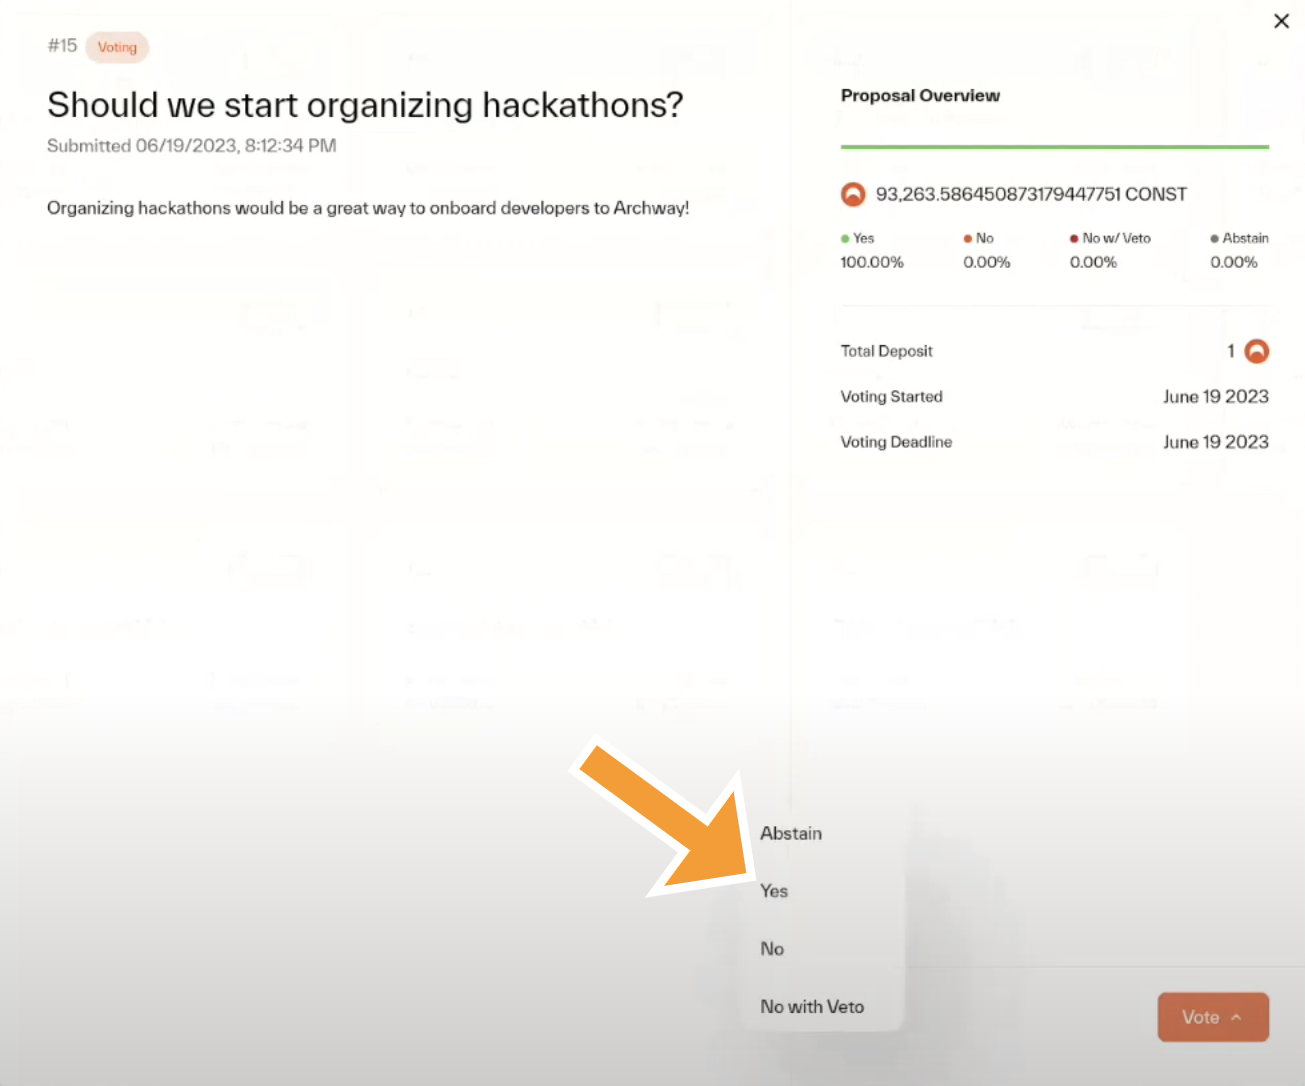 #15 Voting
Should we start organizing hackathons?
Submitted 06/19/2023, 8:12:34 PM
Organizing hackathons would be a great way to onboard developers to Archway!
Proposal Overview
93,263.586450873179447751 CONST
Yes No No w/ Veto Abstain
100.00% 0.00% 0.00% 0.00%
Total Deposit 1
Voting Started June 19 2023
Voting Deadline June 19 2023
Abstain
Yes
No
No with Veto
Vote